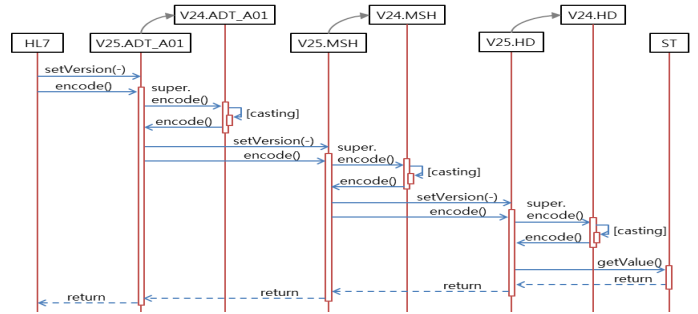 V24.ADT_A01
V24.MSH
V24.HD
HL7
V25.ADT_A01
V25.MSH
V25.HD
ST
setVersion(-)
encode()
super.
encode()
[casting]
encode()
setVersion(-)
super.
encode()
encode()
[casting]
encode()
setVersion(-)
super.
encode()
encode()
[casting]
encode()
getValue()
return
return
return
return